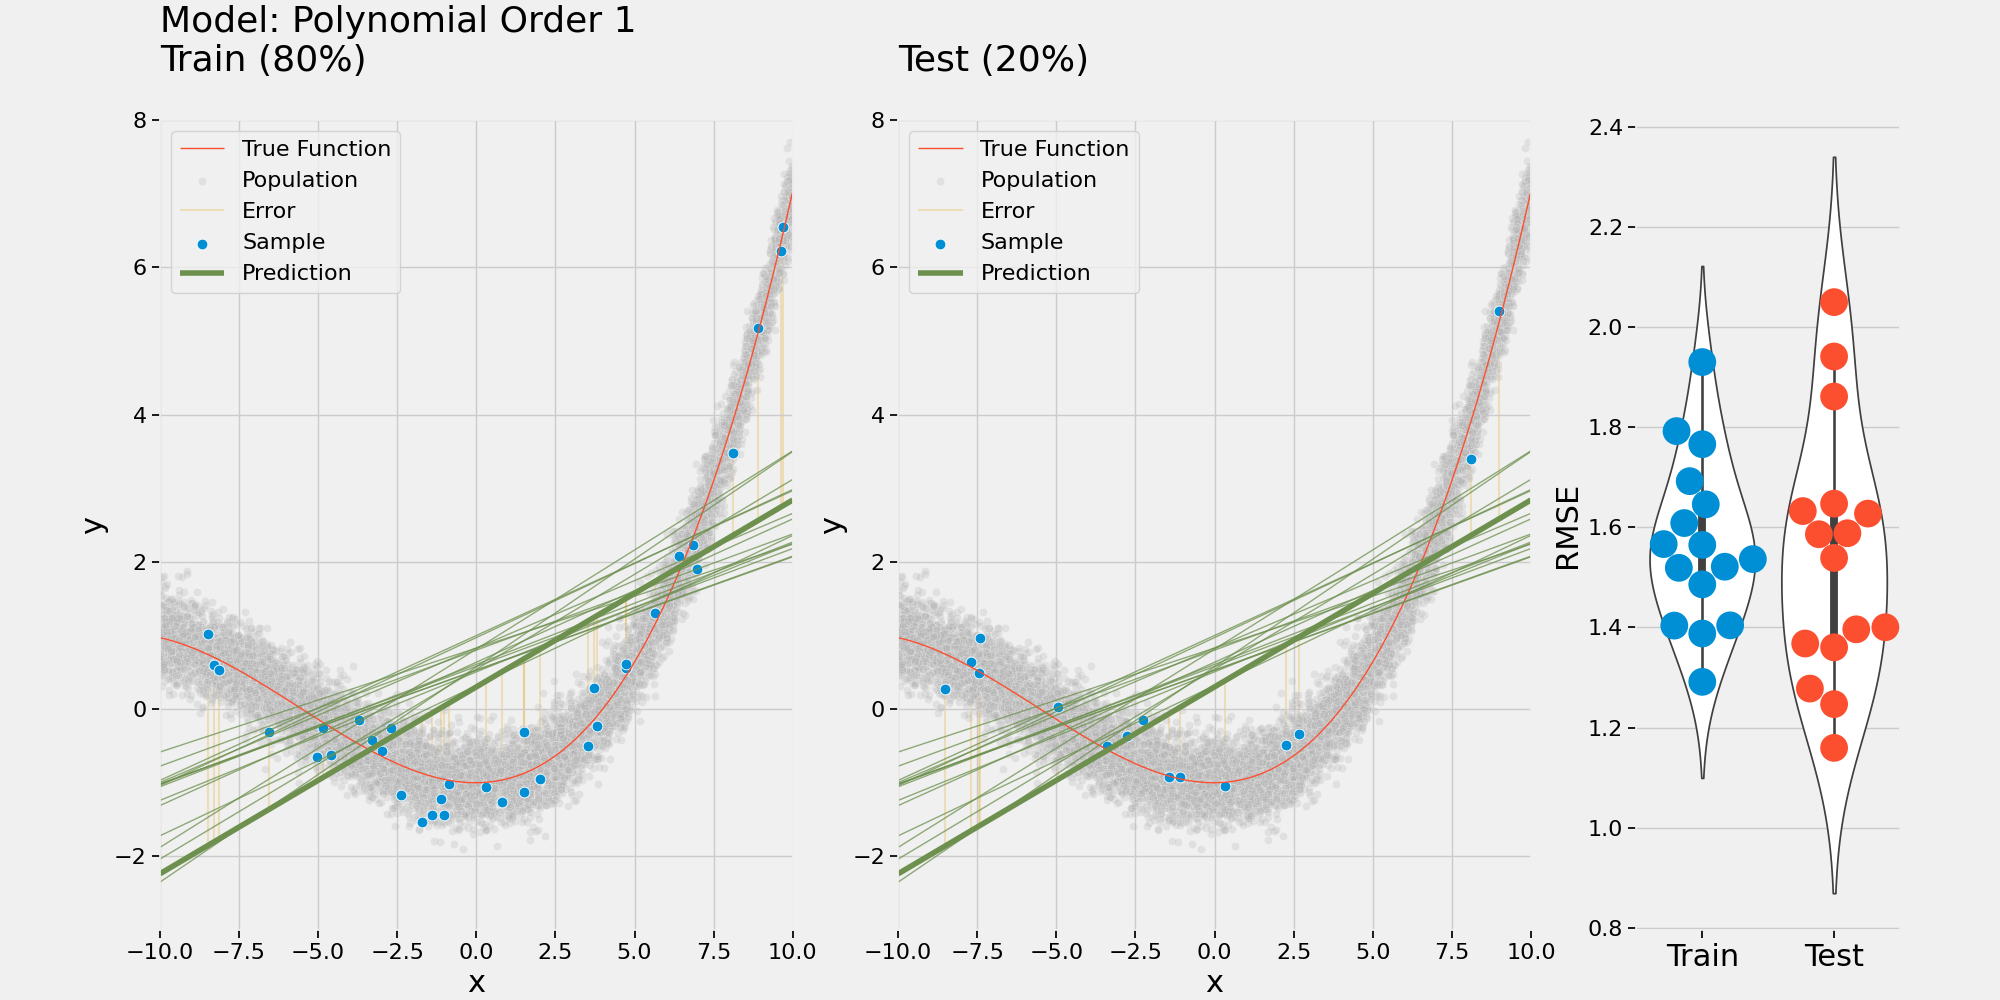 Model: Polynomial Order 1
Train (80%)
Test (20%)
8
6
4
2
0
−2
y
True Function
Population
Error
Sample
Prediction
−10.0 −7.5 −5.0 −2.5 0.0 2.5 5.0 7.5 10.0
x
8
6
4
2
0
−2
y
True Function
Population
Error
Sample
Prediction
−10.0 −7.5 −5.0 −2.5 0.0 2.5 5.0 7.5 10.0
x
2.4
2.2
2.0
1.8
1.6
1.4
1.2
1.0
0.8
RMSE
Train Test